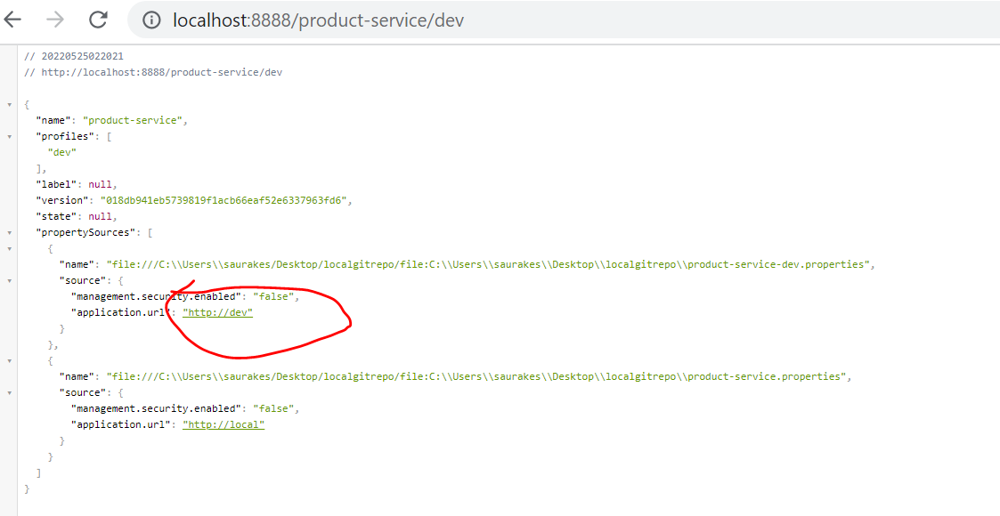 localhost:8888/product-service/dev
// 20220525022021
// http://localhost:8888/product-service/dev
{
"name": "product-service",
"profiles": [
"dev"
],
"label": null,
"version": "018db941eb5739819f1acb66eaf52e6337963fd6",
"state": null,
"propertySources": [
{
"name": "file:///C:\\Users\\saurakes/Desktop/localgitrepo/file:C:\\Users\\saurakes\\Desktop\\localgitrepo\\product-service-dev.properties",
"source": {
"management.security.enabled": "false",
"application.url": "http://dev"
}
},
{
"name": "file:///C:\\Users\\saurakes/Desktop/localgitrepo/file:C:\\Users\\saurakes\\Desktop\\localgitrepo\\product-service.properties",
"source": {
"management.security.enabled": "false",
"application.url": "http://local"
}
}
]
}